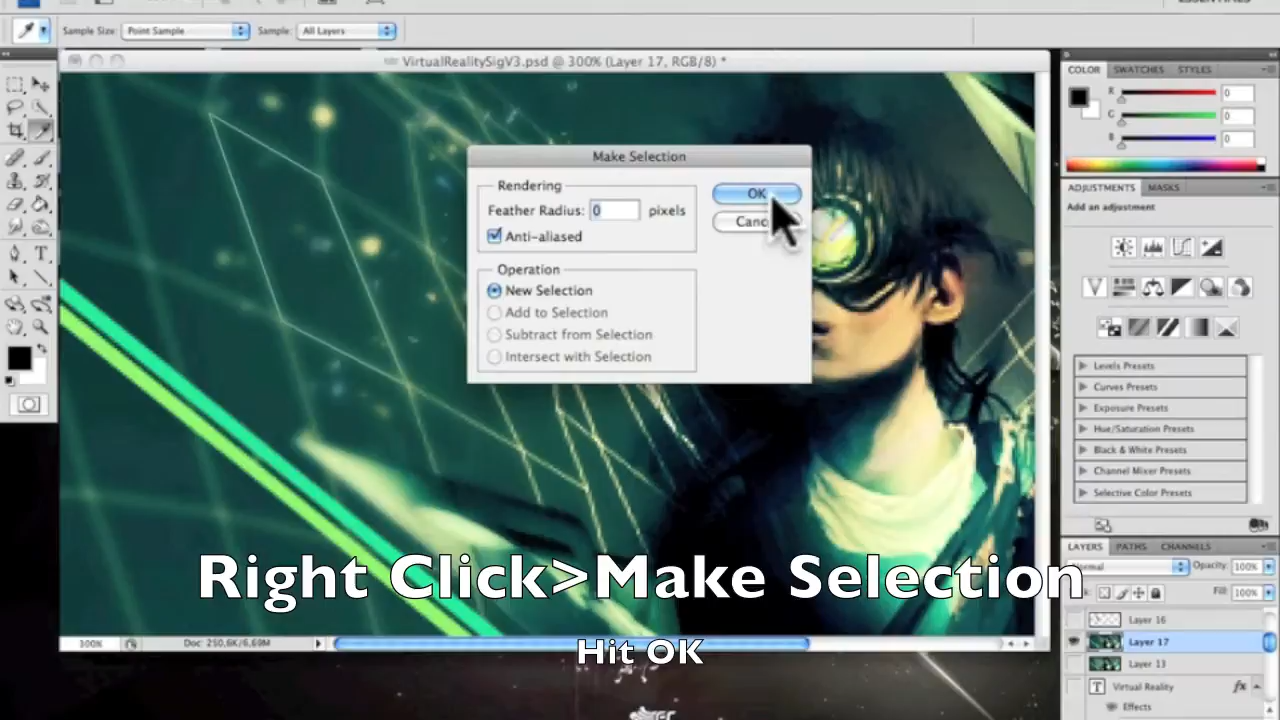 Sample Size: Point Sample Sample: All Layers
VirtualRealitySigV3.psd @ 300% (Layer 17, RGB/8) *
COLOR SWATCHES STYLES
R 0
G 0
B 0
Make Selection
Rendering
Feather Radius: 0 pixels
Anti-aliased
OK
Operation
New Selection
Add to Selection
Subtract from Selection
Intersect with Selection
ADJUSTMENTS MASKS
Add an adjustment
Levels Presets
Curves Presets
Exposure Presets
Hue/Saturation Presets
Black & White Presets
Channel Mixer Presets
Selective Color Presets
LAYERS PATHS CHANNELS
Opacity: 100%
Fill: 100%
Layer 16
Layer 17
Layer 13
T Virtual Reality fx
Effects
Right Click>Make Selection
300% Doc: 250,6K/6,69M
Hit OK